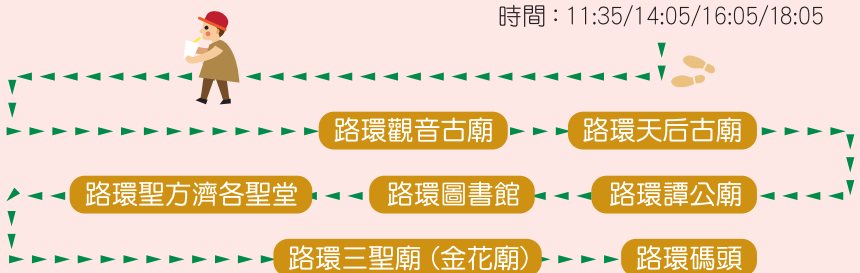 時間：11:35/14:05/16:05/18:05
路環觀音古廟
路環天后古廟
路環譚公廟
路環圖書館
路環聖方濟各聖堂
路環三聖廟（金花廟）
路環碼頭